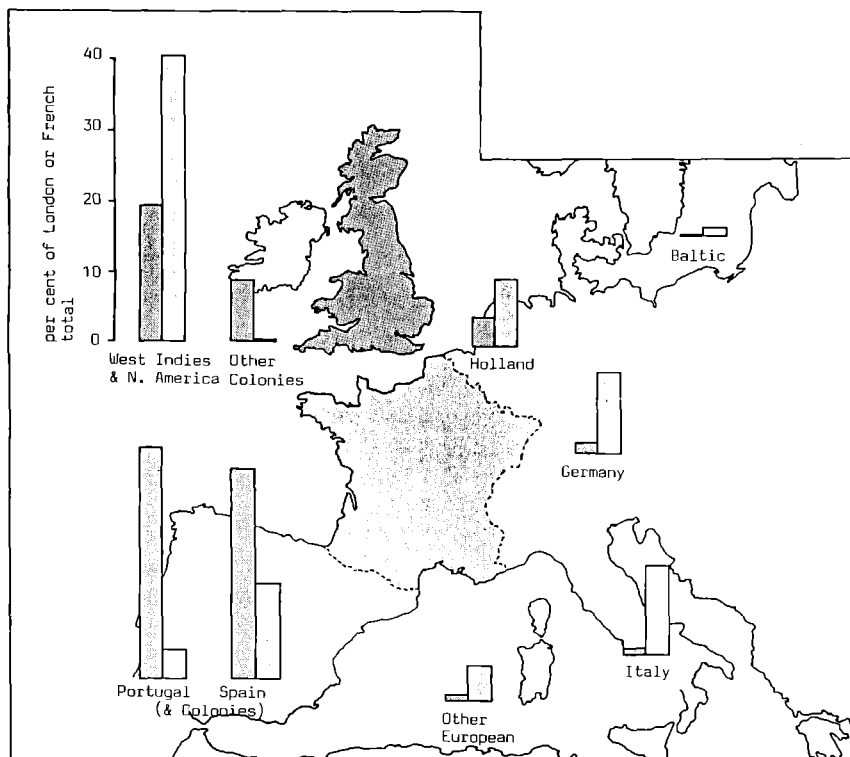 per cent of London or French
total
40
30
20
10
0
West Indies
& N. America
Other
Colonies
Holland
Baltic
Germany
Portugal
Spain
(& Colonies)
Italy
Other
European